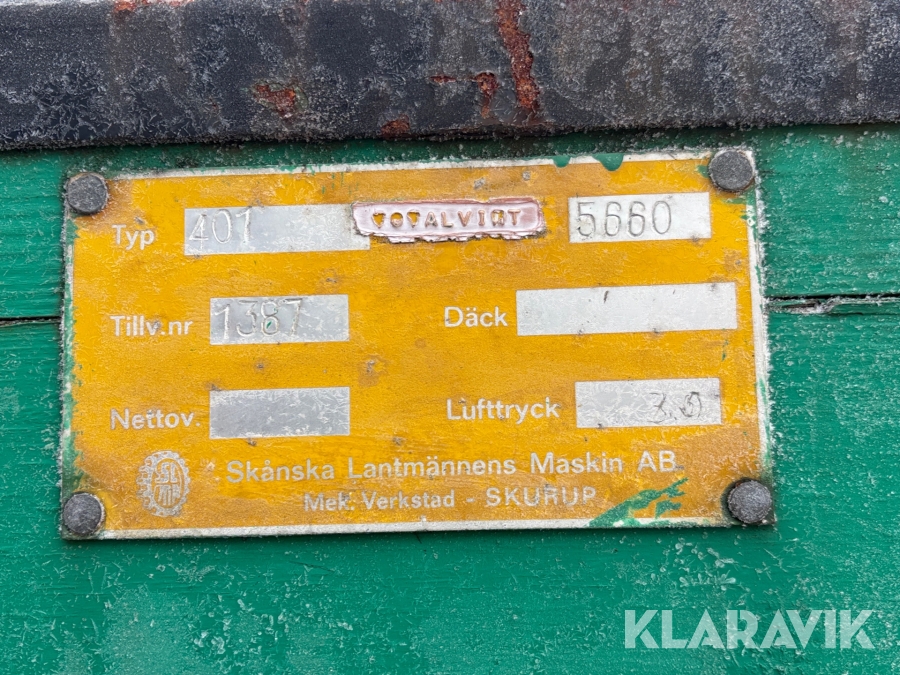 Typ 401 TOTALVIKT 5660
Tillv.nr 1387 Däck
Nettov. Lufttryck 3.0
Skånska Lantmännens Maskin AB.
Mek. Verkstad - SKURUP
KLARAVIK